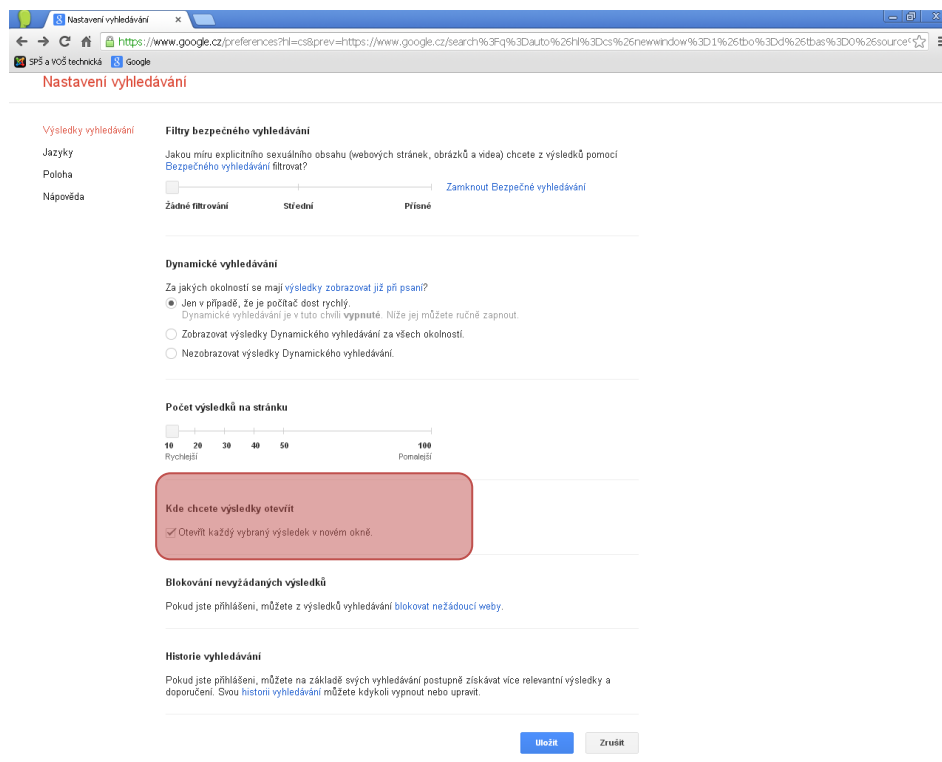 Nastavení vyhledávání
https://www.google.cz/preferences?hl=cs&prev=https://www.google.cz/search%3Fq%3Dauto%26hl%3Dcs%26newwindow%3D1%26tbo%3Dd%26tbas%3D0%26source
SPŠ a VOŠ technická
Google
Nastavení vyhledávání
Výsledky vyhledávání
Jazyky
Poloha
Nápověda
Filtry bezpečného vyhledávání
Jakou míru explicitního sexuálního obsahu (webových stránek, obrázků a videa) chcete z výsledků pomocí
Bezpečného vyhledávání filtrovat?
Zamknout Bezpečné vyhledávání
Žádné filtrování Střední Přísné
Dynamické vyhledávání
Za jakých okolností se mají výsledky zobrazovat již při psaní?
Jen v případě, že je počítač dost rychlý.
Dynamické vyhledávání je v tuto chvíli vypnuté. Níže jej můžete ručně zapnout.
Zobrazovat výsledky Dynamického vyhledávání za všech okolností.
Nezobrazovat výsledky Dynamického vyhledávání.
Počet výsledků na stránku
10 20 30 40 50 100
Rychlejší Pomalejší
Kde chcete výsledky otevřít
Otevřít každý vybraný výsledek v novém okně.
Blokování nevyžádaných výsledků
Pokud jste přihlášeni, můžete z výsledků vyhledávání blokovat nežádoucí weby.
Historie vyhledávání
Pokud jste přihlášeni, můžete na základě svých vyhledávání postupně získávat více relevantní výsledky a
doporučení. Svou historii vyhledávání můžete kdykoli vypnout nebo upravit.
Uložit Zrušit